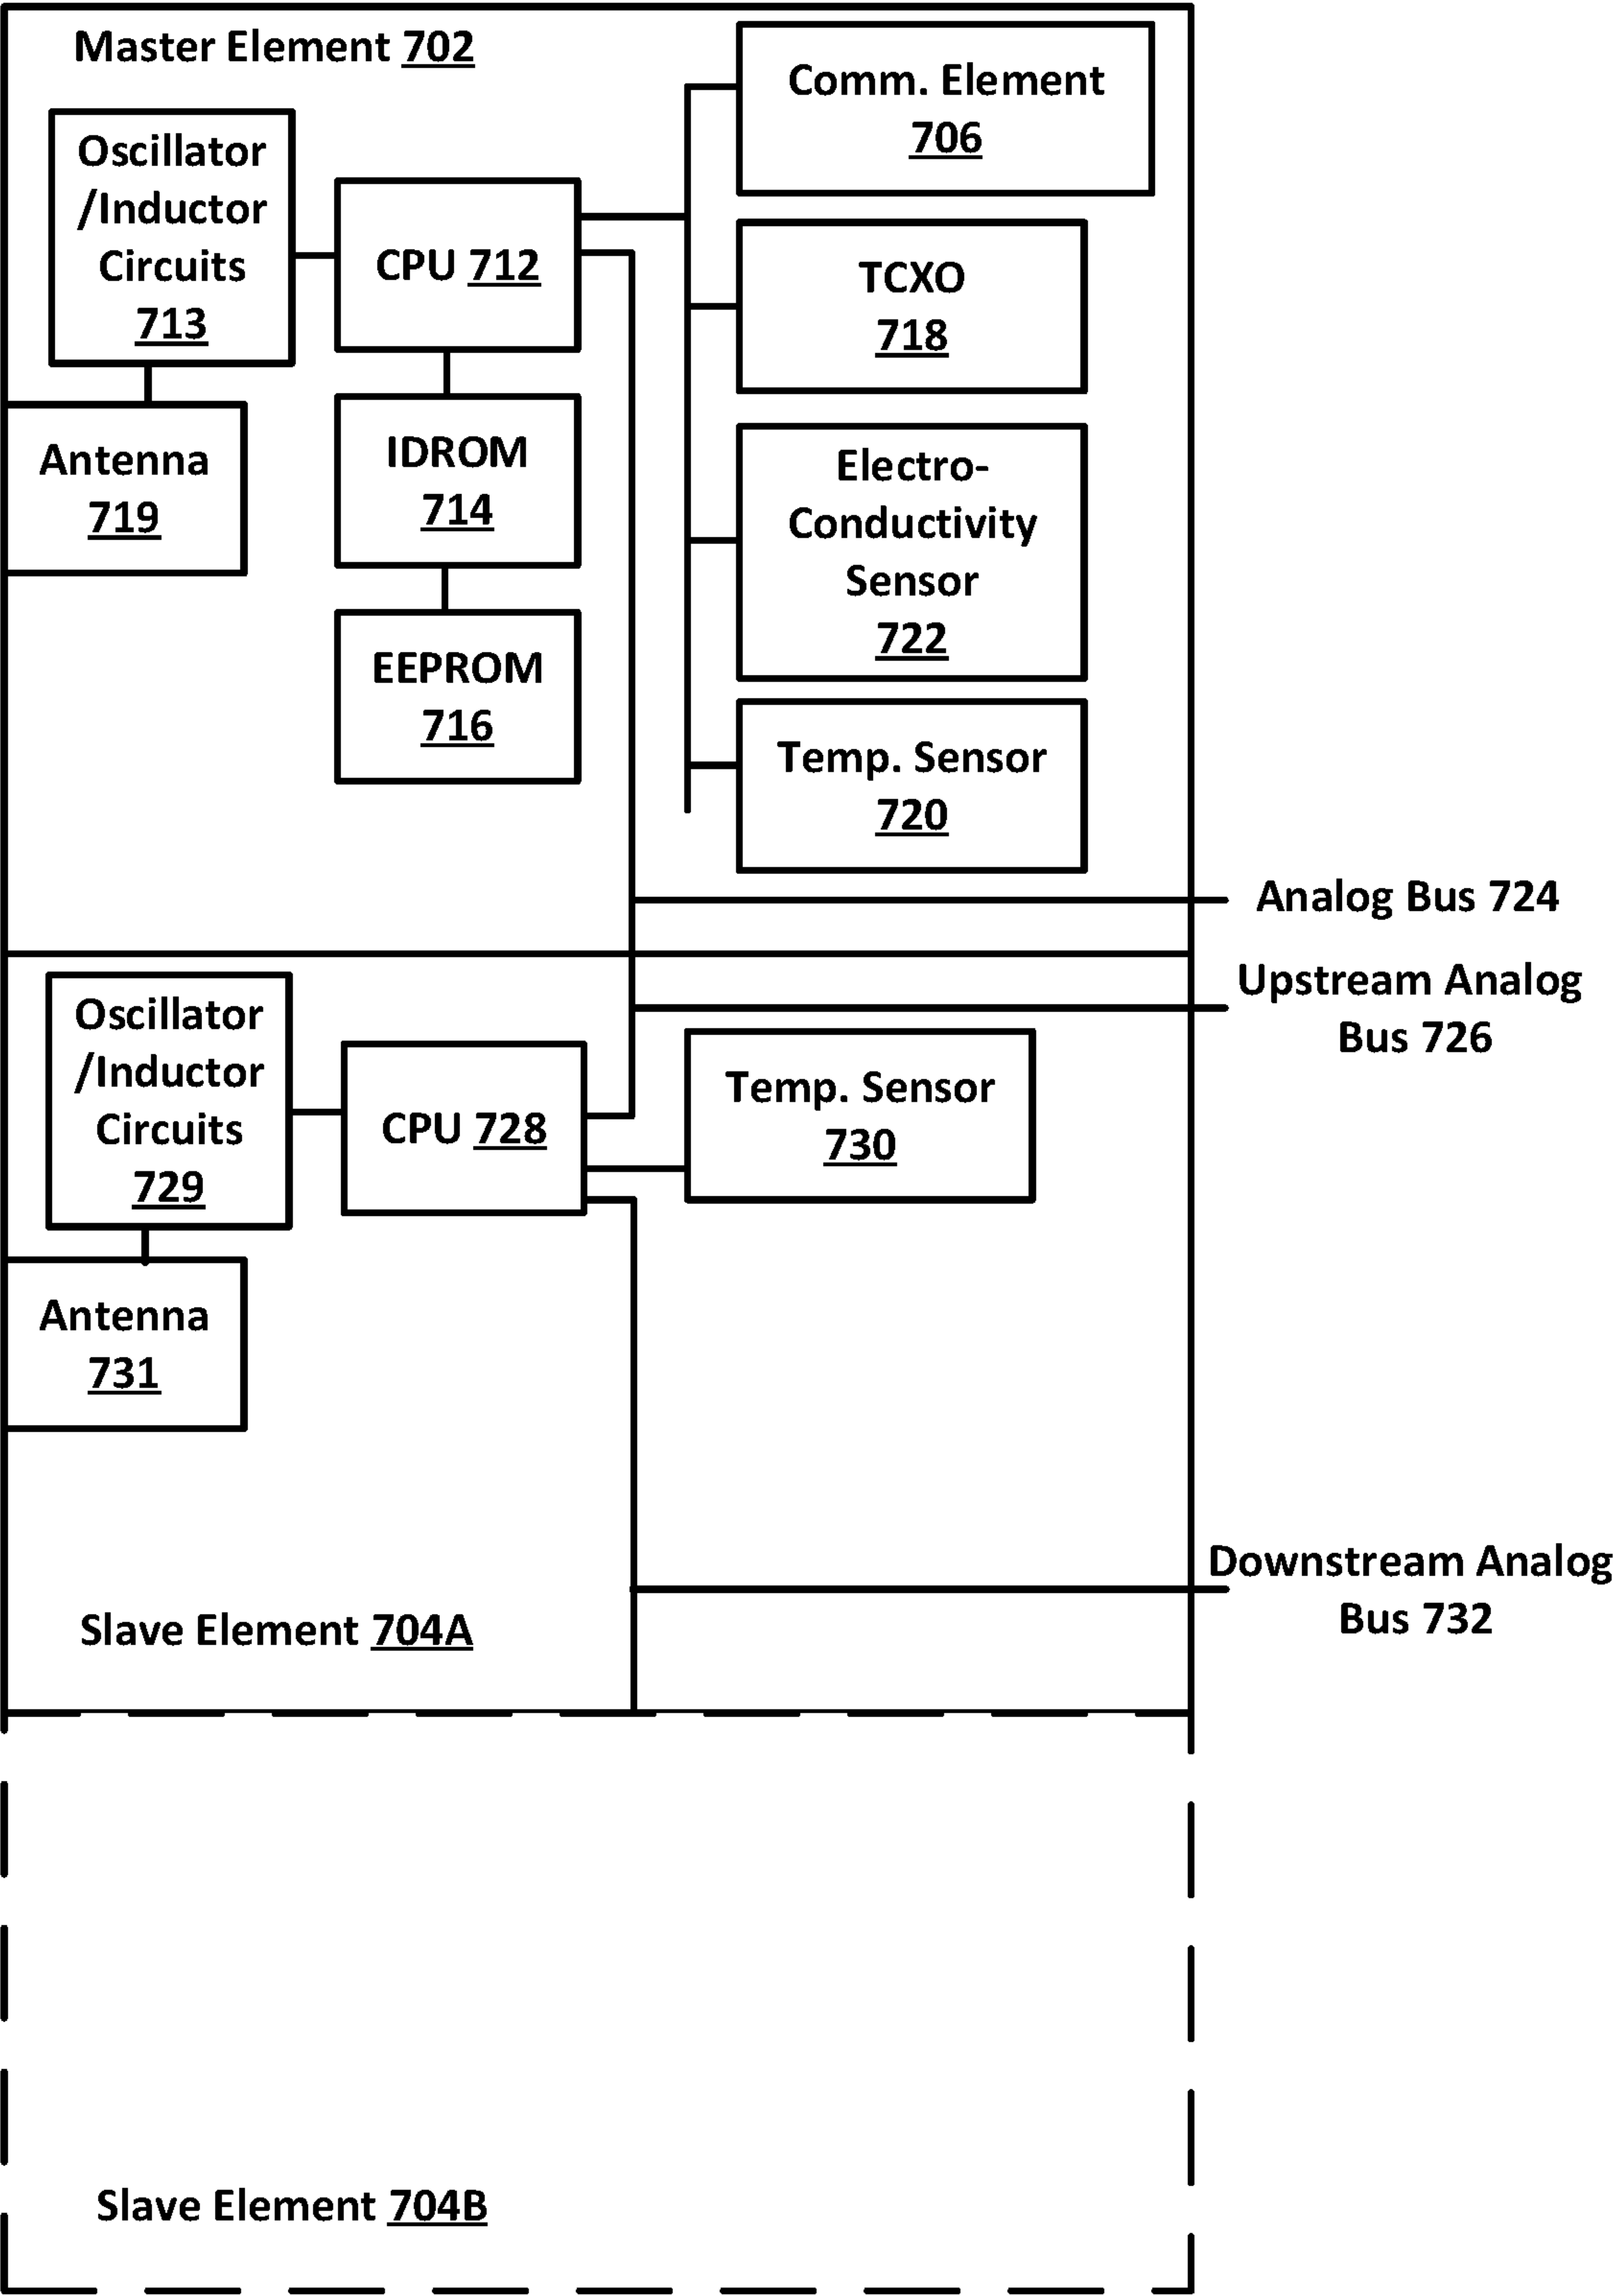 Master Element 702
Comm. Element
706
Oscillator
/Inductor
Circuits
713
CPU 712
TCXO
718
Antenna
719
IDROM
714
Electro-
Conductivity
Sensor
722
EEPROM
716
Temp. Sensor
720
Analog Bus 724
Upstream Analog
Bus 726
Oscillator
/Inductor
Circuits
729
CPU 728
Temp. Sensor
730
Antenna
731
Downstream Analog
Bus 732
Slave Element 704A
Slave Element 704B